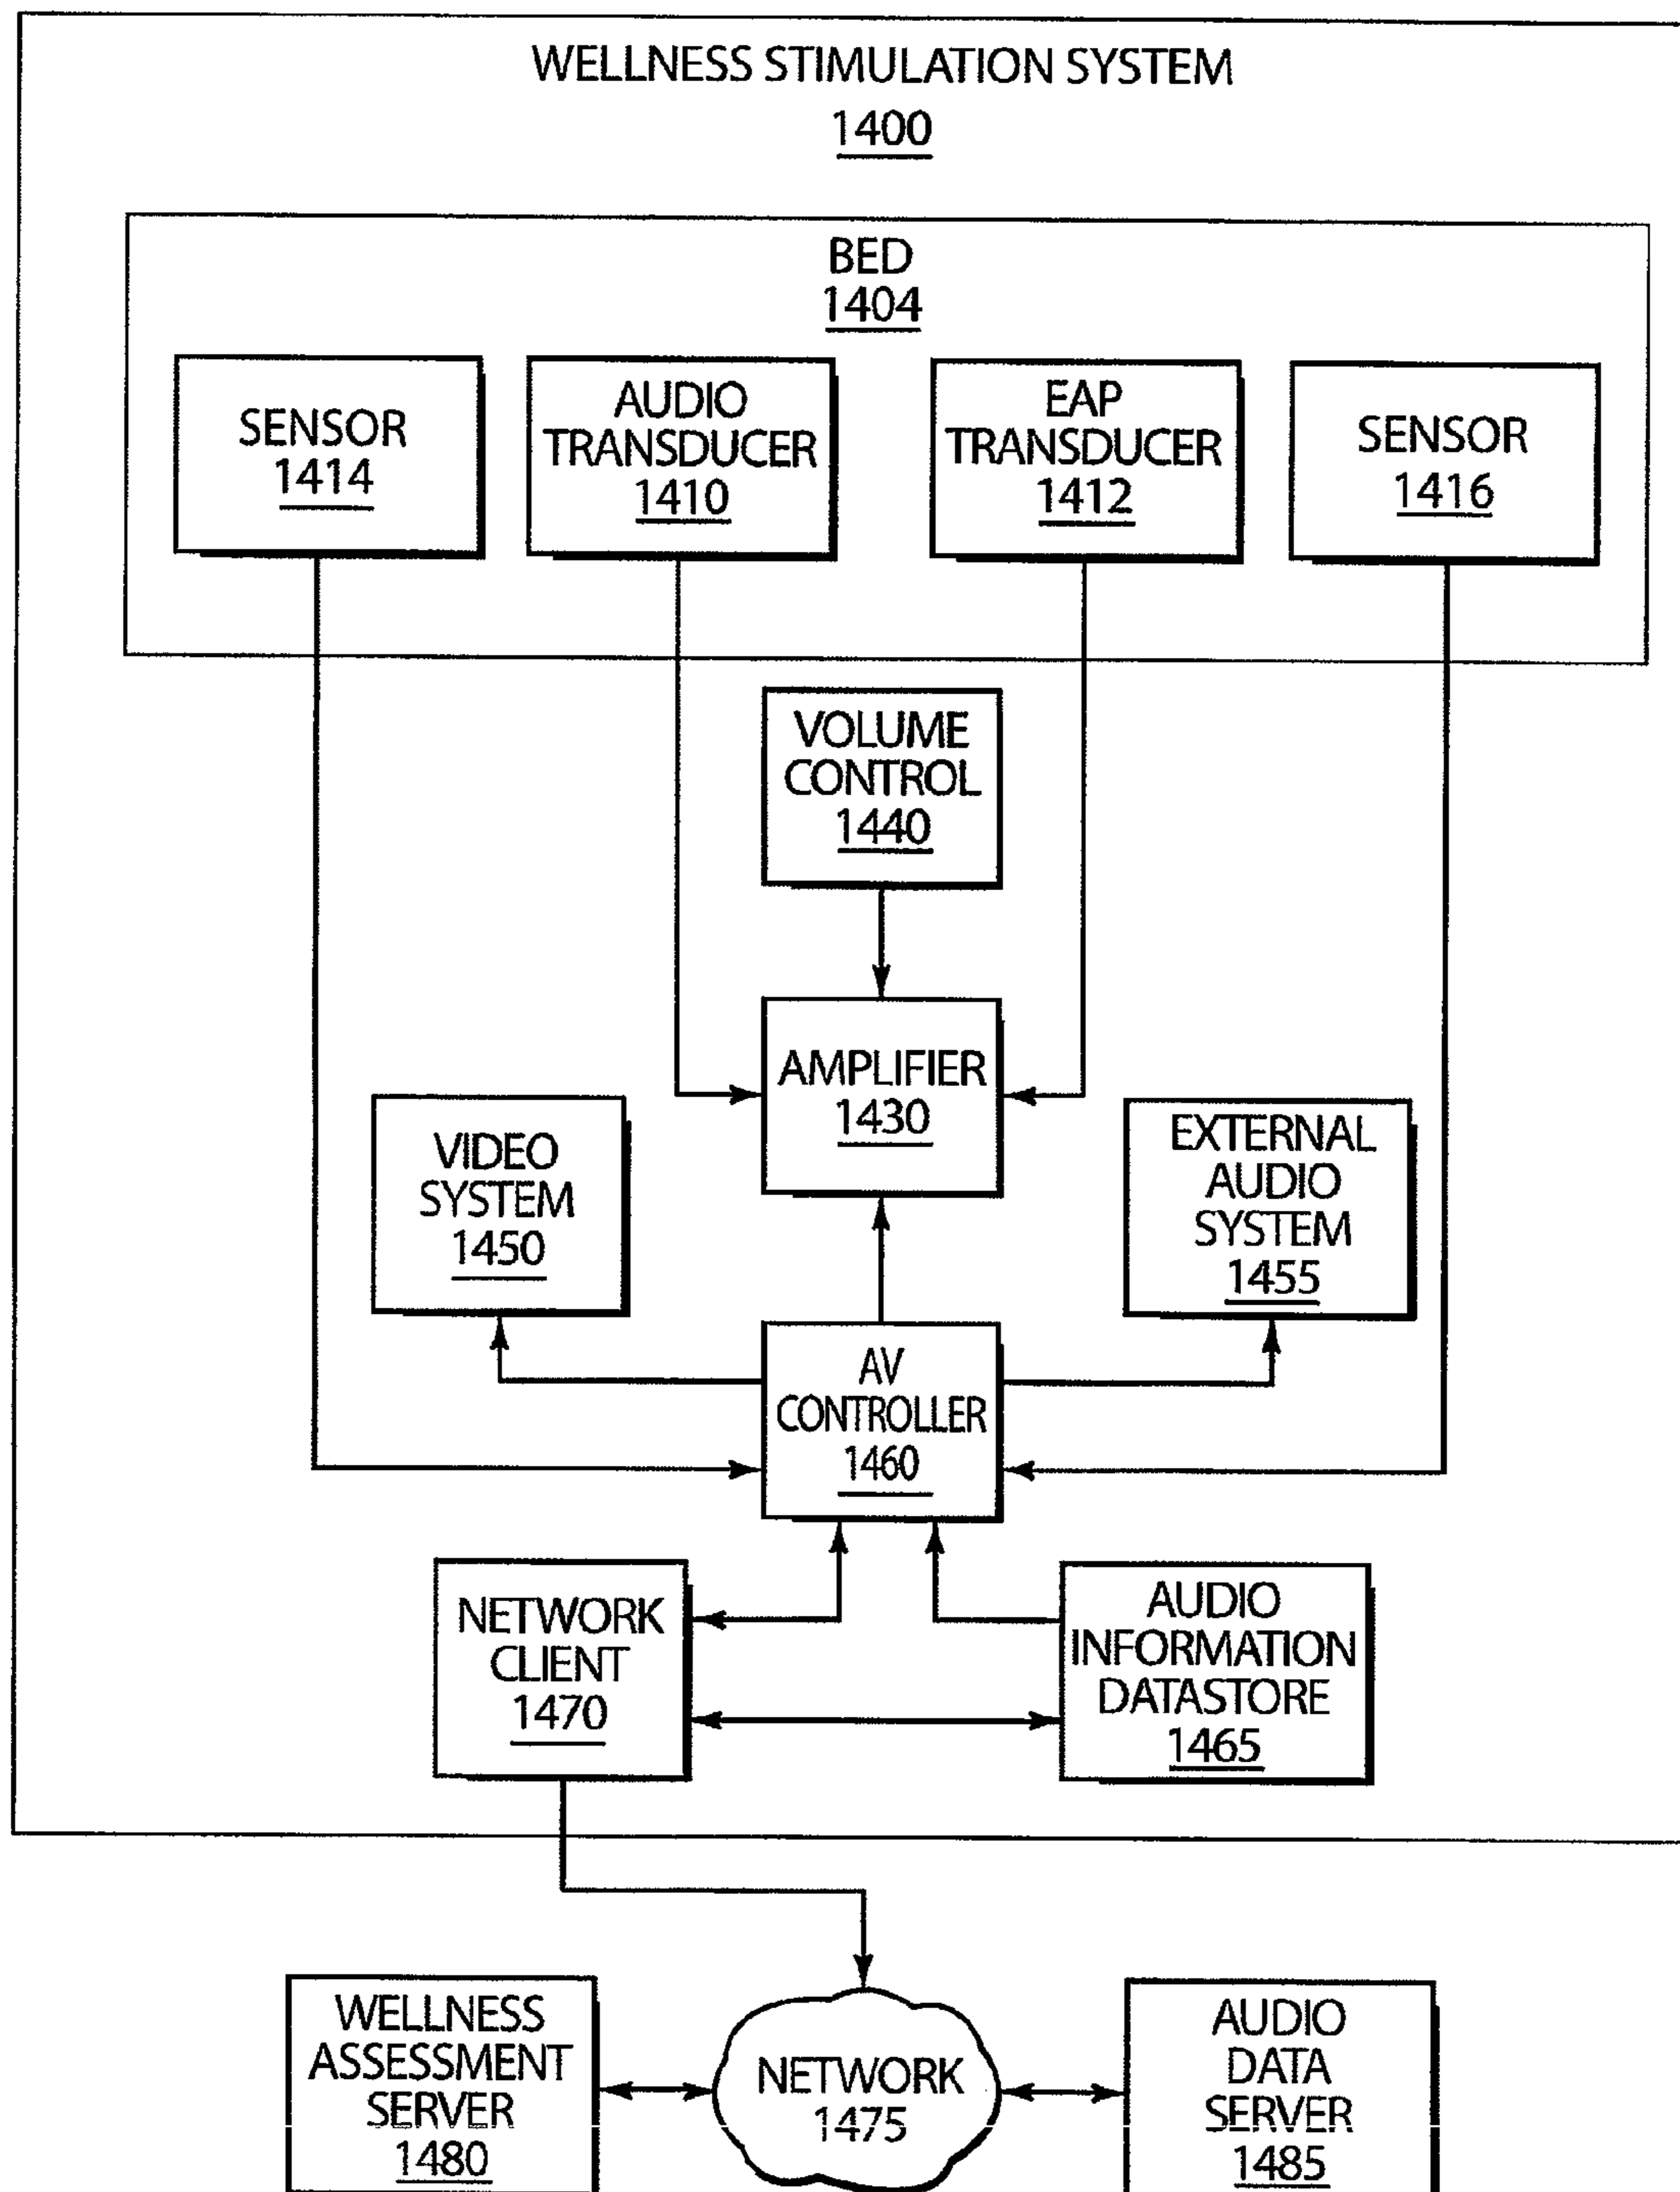 WELLNESS STIMULATION SYSTEM
1400
BED
1404
SENSOR
1414
AUDIO
TRANSDUCER
1410
EAP
TRANSDUCER
1412
SENSOR
1416
VOLUME
CONTROL
1440
AMPLIFIER
1430
VIDEO
SYSTEM
1450
EXTERNAL
AUDIO
SYSTEM
1455
AV
CONTROLLER
1460
NETWORK
CLIENT
1470
AUDIO
INFORMATION
DATASTORE
1465
WELLNESS
ASSESSMENT
SERVER
1480
NETWORK
1475
AUDIO
DATA
SERVER
1485